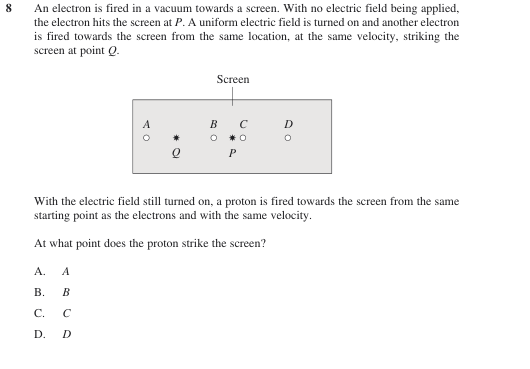 8 An electron is fired in a vacuum towards a screen. With no electric field being applied,
the electron hits the screen at P. A uniform electric field is turned on and another electron
is fired towards the screen from the same location, at the same velocity, striking the
screen at point Q.
Screen
A B C D
Q P
With the electric field still turned on, a proton is fired towards the screen from the same
starting point as the electrons and with the same velocity.
At what point does the proton strike the screen?
A. A
B. B
C. C
D. D